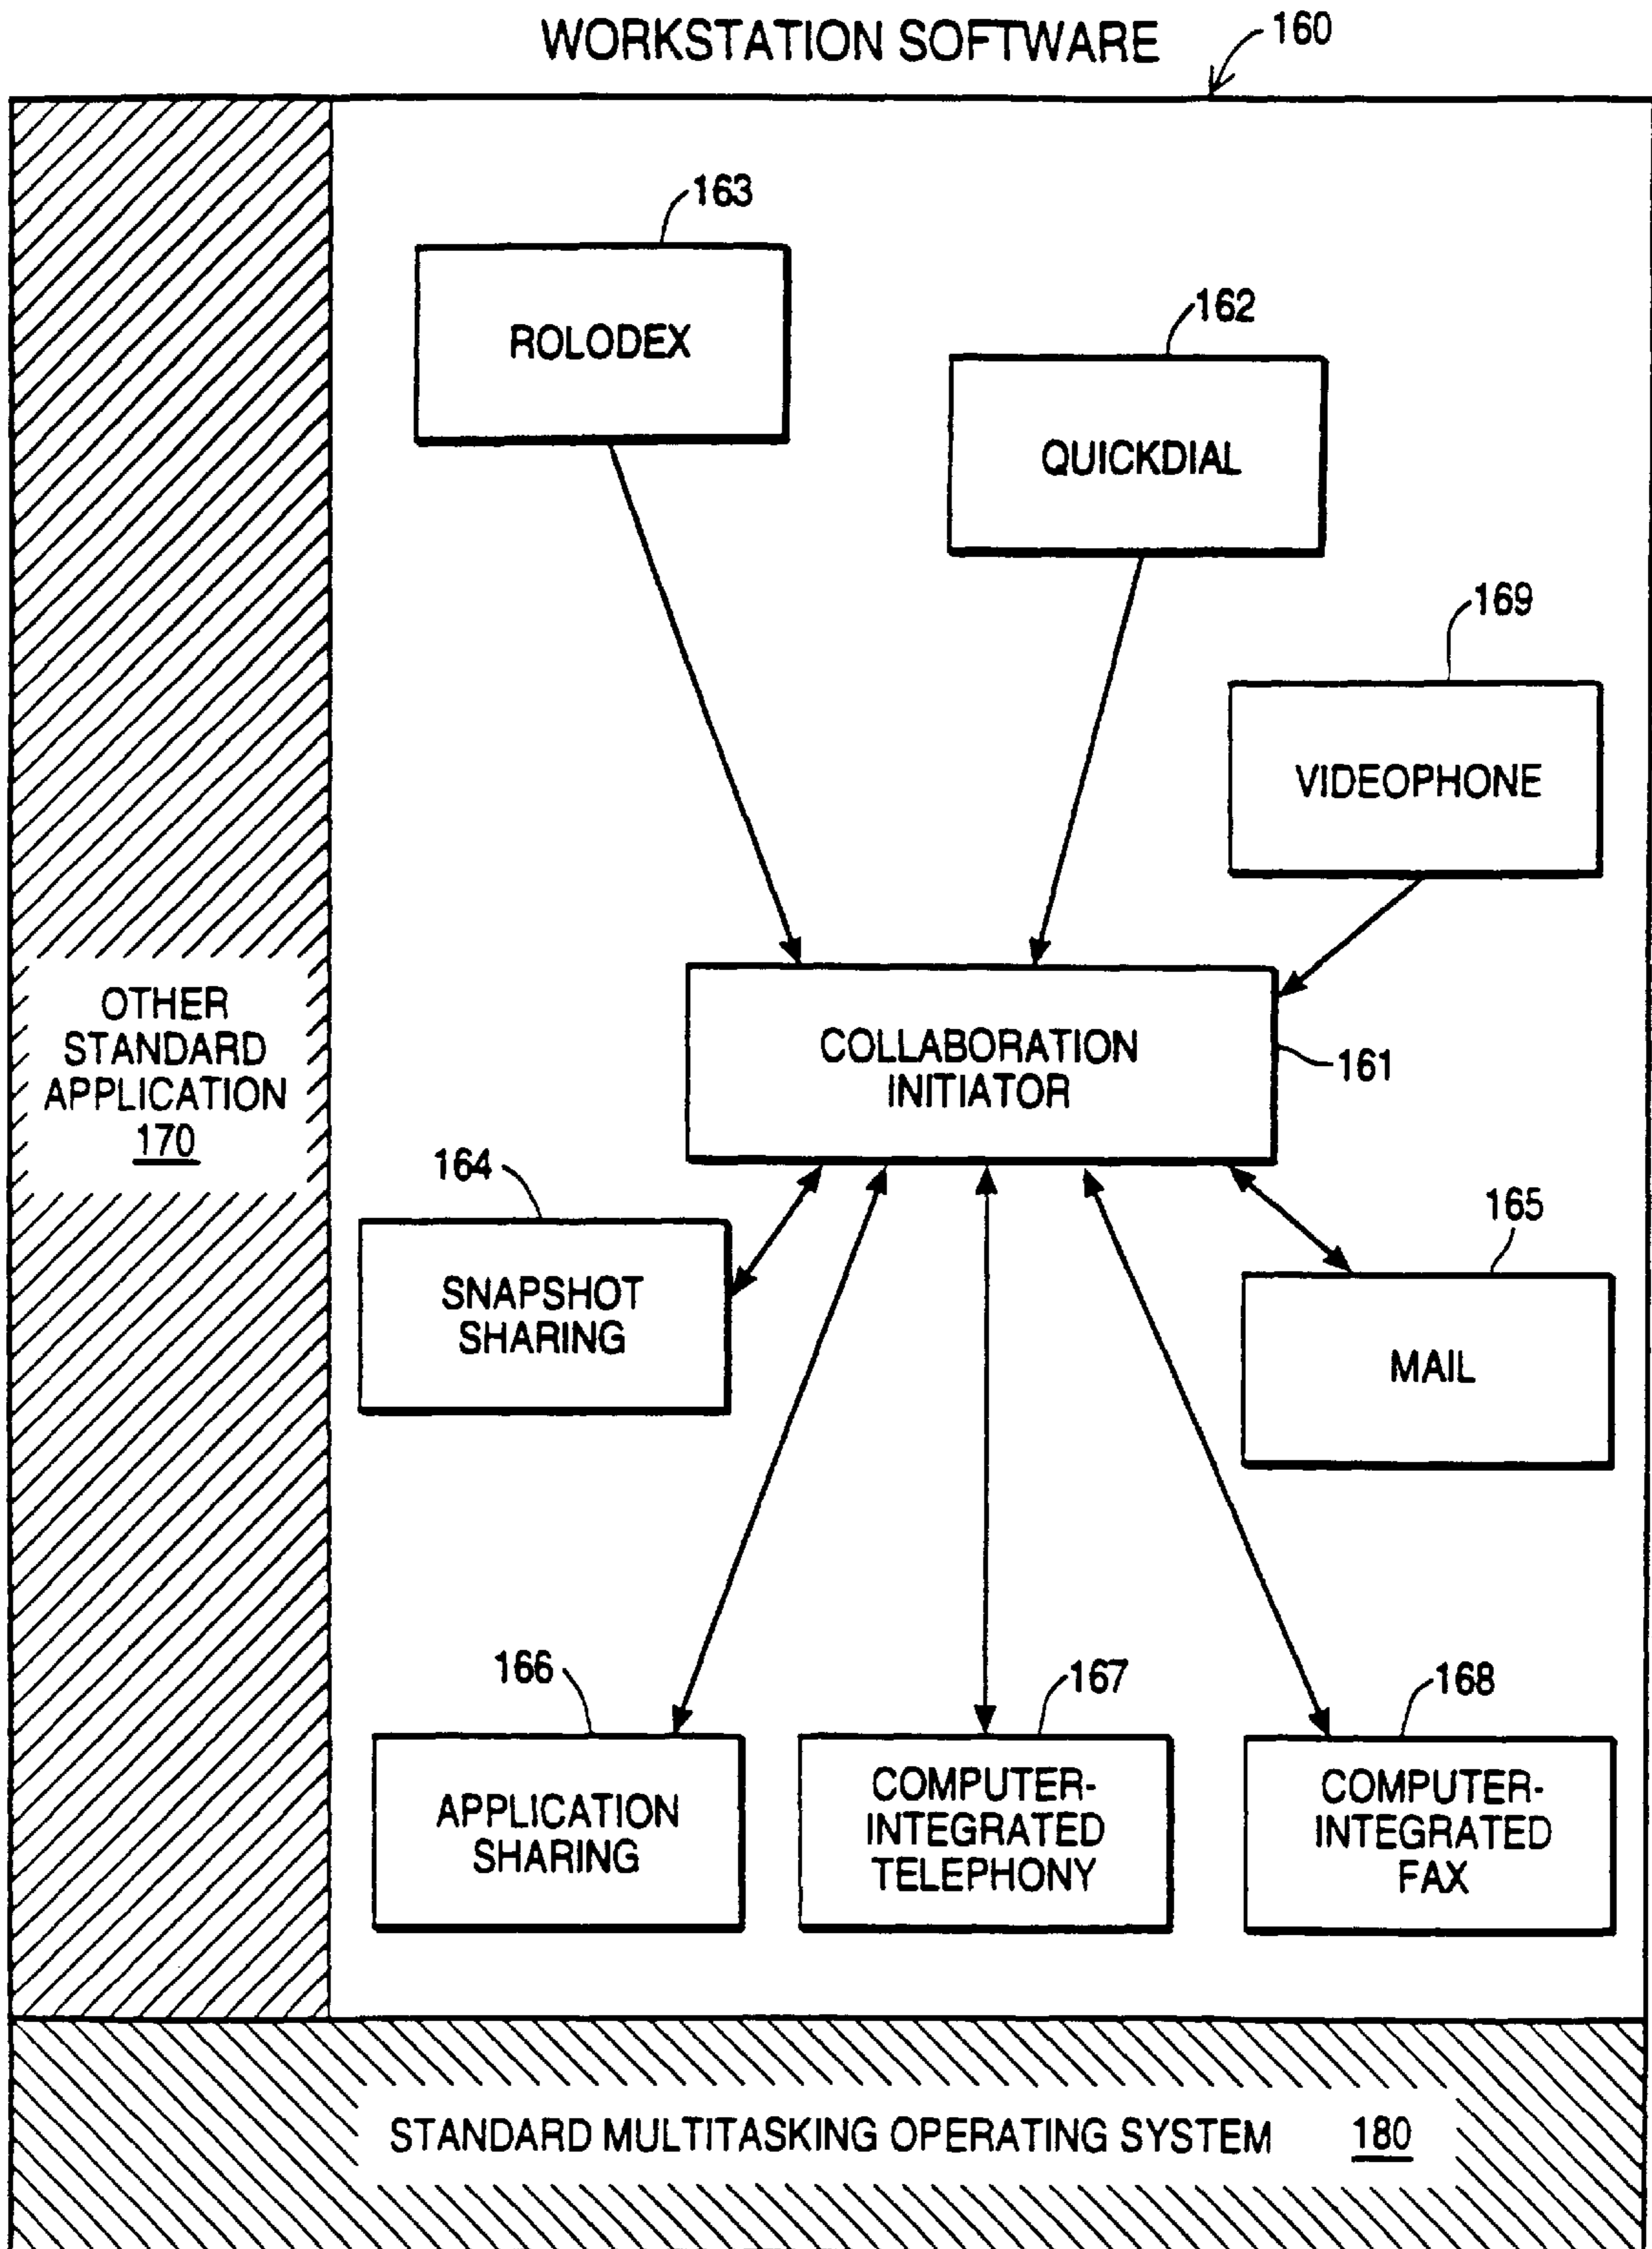 WORKSTATION SOFTWARE
160
163
ROLODEX
162
QUICKDIAL
169
VIDEOPHONE
COLLABORATION
INITIATOR
161
OTHER
STANDARD
APPLICATION
170
164
SNAPSHOT
SHARING
165
MAIL
166
APPLICATION
SHARING
167
COMPUTER-
INTEGRATED
TELEPHONY
168
COMPUTER-
INTEGRATED
FAX
STANDARD MULTITASKING OPERATING SYSTEM 180